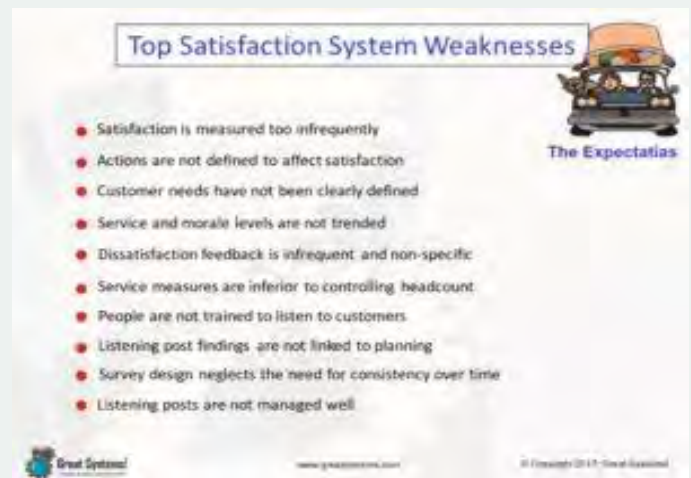 Top Satisfaction System Weaknesses
The Expectatias
Satisfaction is measured too infrequently
Actions are not defined to affect satisfaction
Customer needs have not been clearly defined
Service and morale levels are not trended
Dissatisfaction feedback is infrequent and non-specific
Service measures are inferior to controlling headcount
People are not trained to listen to customers
Listening post findings are not linked to planning
Survey design neglects the need for consistency over time
Listening posts are not managed well
Great Systems!